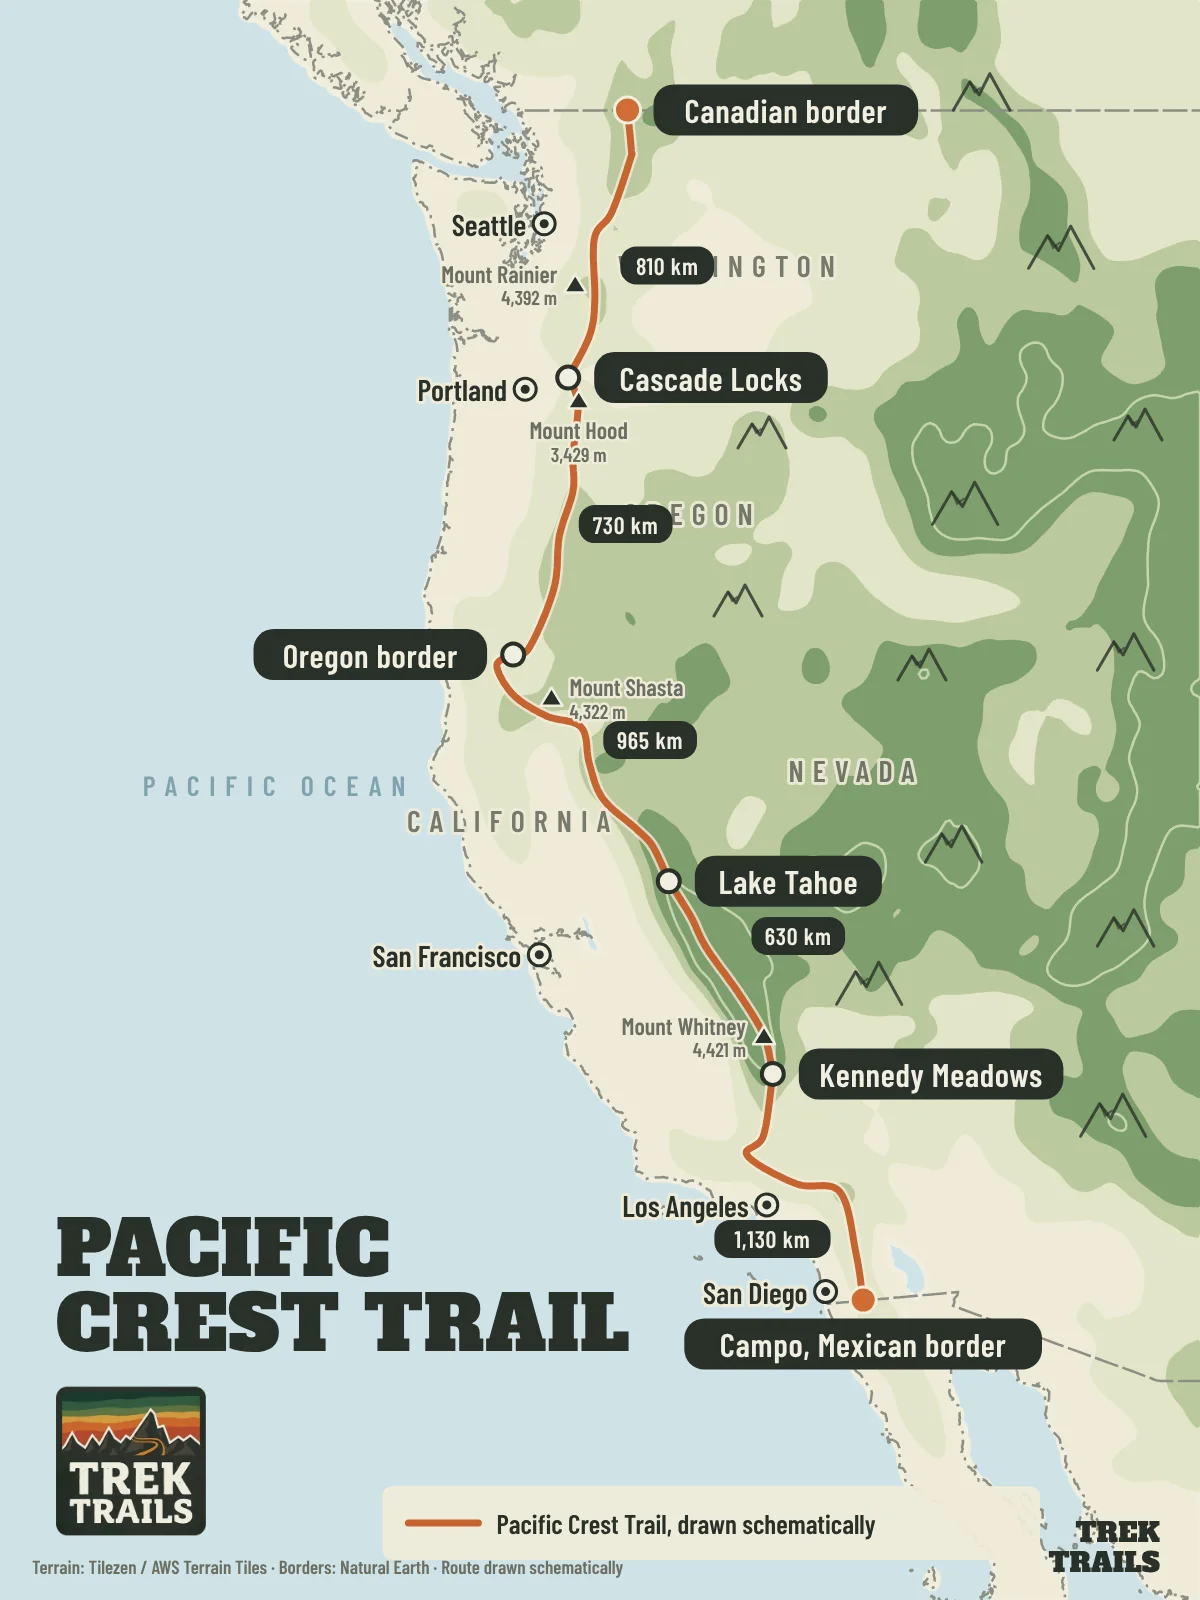 Canadian border
Seattle
Mount Rainier
4,392 m
810 km
INGTON
Cascade Locks
Portland
Mount Hood
3,429 m
730 km
EGON
Oregon border
Mount Shasta
4,322 m
965 km
NEVADA
PACIFIC OCEAN
CALIFORNIA
Lake Tahoe
630 km
San Francisco
Mount Whitney
4,421 m
Kennedy Meadows
Los Angeles
1,130 km
San Diego
Campo, Mexican border
PACIFIC
CREST TRAIL
TREK
TRAILS
Pacific Crest Trail, drawn schematically
TREK
TRAILS
Terrain: Tilezen / AWS Terrain Tiles · Borders: Natural Earth · Route drawn schematically